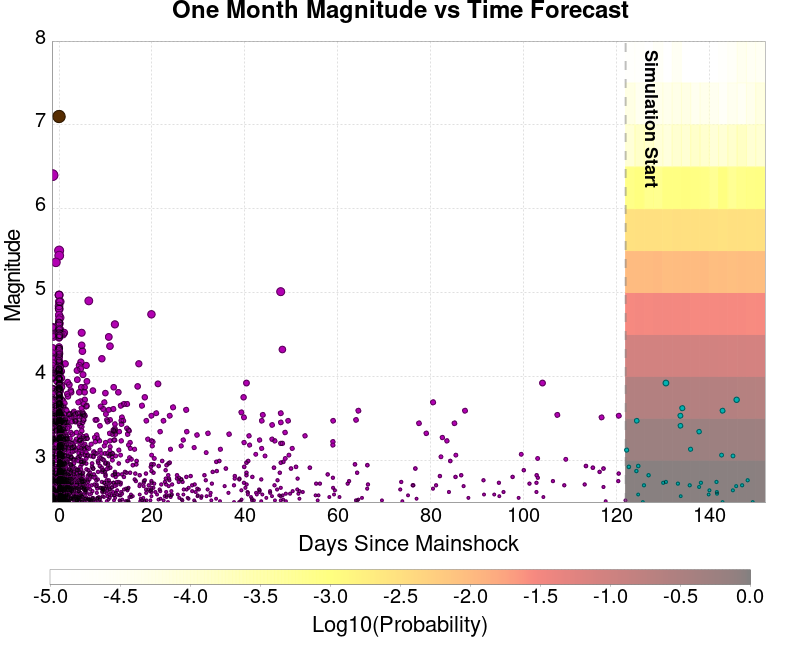 One Month Magnitude vs Time Forecast
8
7
6
5
4
3
Magnitude
Simulation Start
0 20 40 60 80 100 120 140
Days Since Mainshock
-5.0 -4.5 -4.0 -3.5 -3.0 -2.5 -2.0 -1.5 -1.0 -0.5 0.0
Log10(Probability)